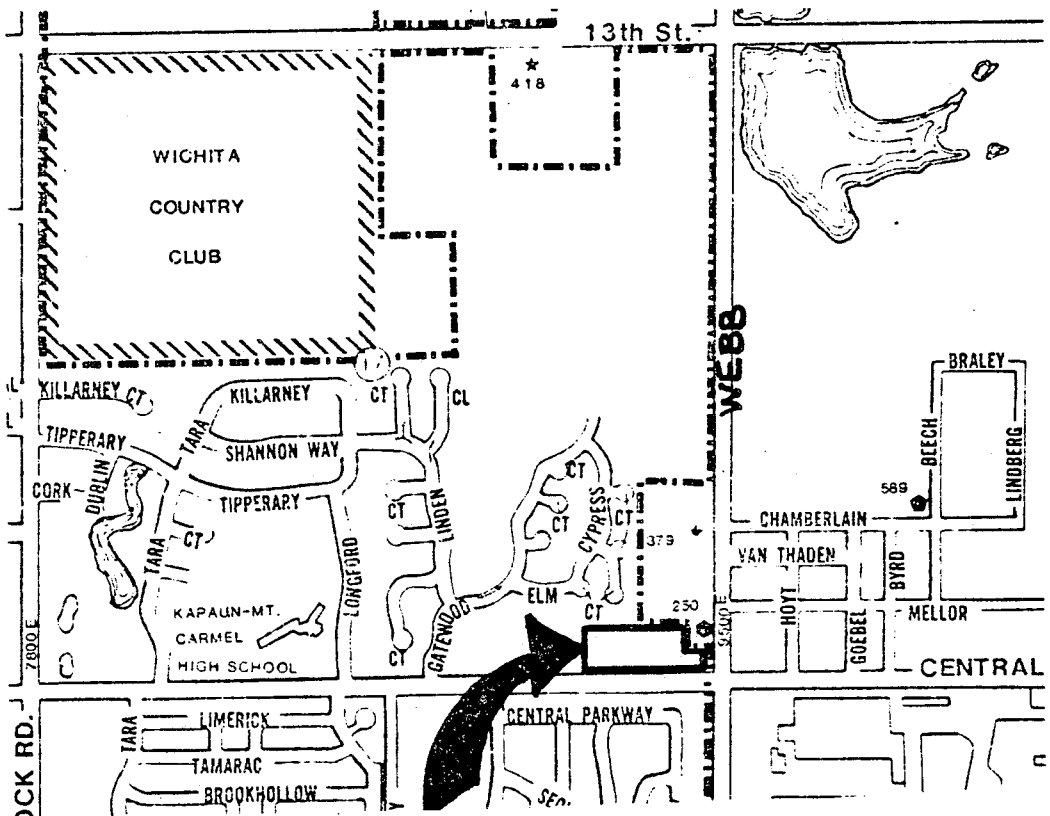 13th St.
418
WICHITA
COUNTRY
CLUB
WEBB
KILLARNEY CT
KILLARNEY
CT
CL
BRALEY
TIPPERARY
TARA
SHANNON WAY
BEECH
LINDBERG
CORK
DUBLIN
TIPPERARY
CT
LINDEN
CT
CT
CYPRESS
CT
589
CHAMBERLAIN
TARA
CT
LONGFORD
379
VAN THADEN
BYRD
ELM
CT
250
HOYT
GOEBEL
MELLOR
KAPAUN-MT.
CARMEL
HIGH SCHOOL
CT
GATEWOOD
7800 E
9500 E
CENTRAL
TARA
LIMERICK
CENTRAL PARKWAY
TAMARAC
BROOKHOLLOW
OCK RD.